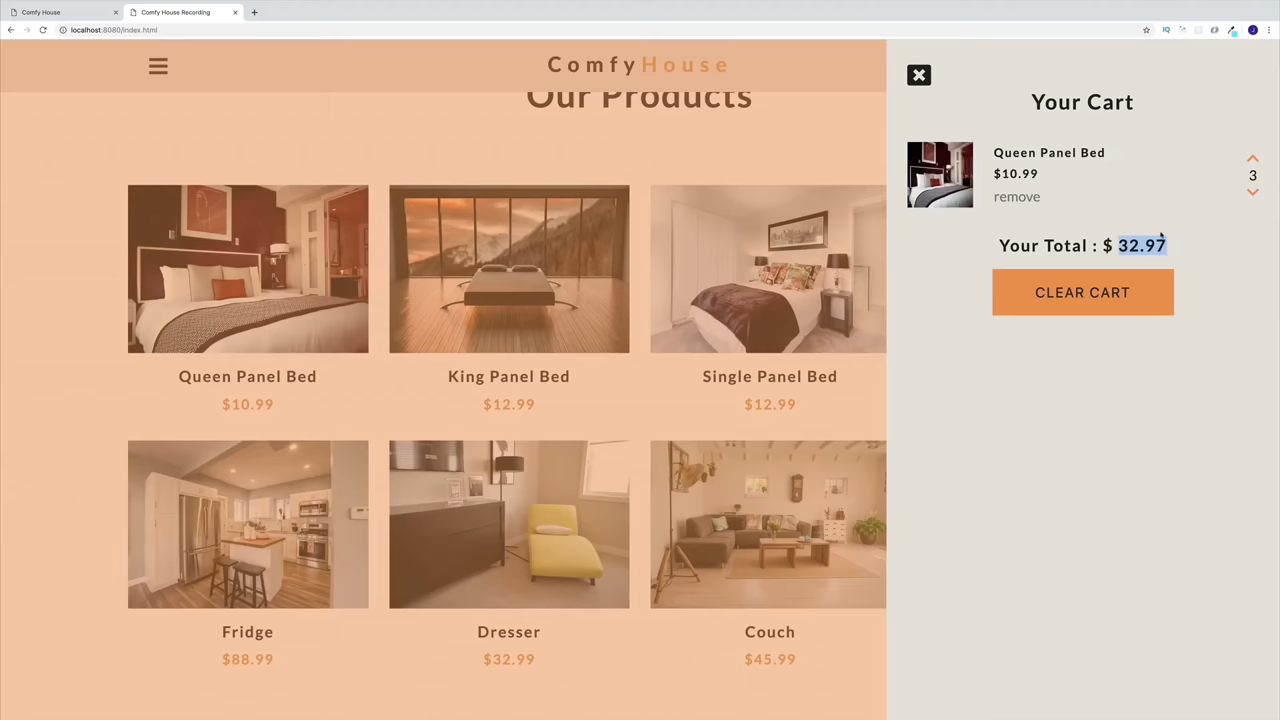 Comfy House
Comfy House Recording
localhost:8080/index.html
IQ
J
ComfyHouse
Our Products
Queen Panel Bed
$10.99
King Panel Bed
$12.99
Single Panel Bed
$12.99
Fridge
$88.99
Dresser
$32.99
Couch
$45.99
Your Cart
Queen Panel Bed
$10.99
remove
3
Your Total : $ 32.97
CLEAR CART